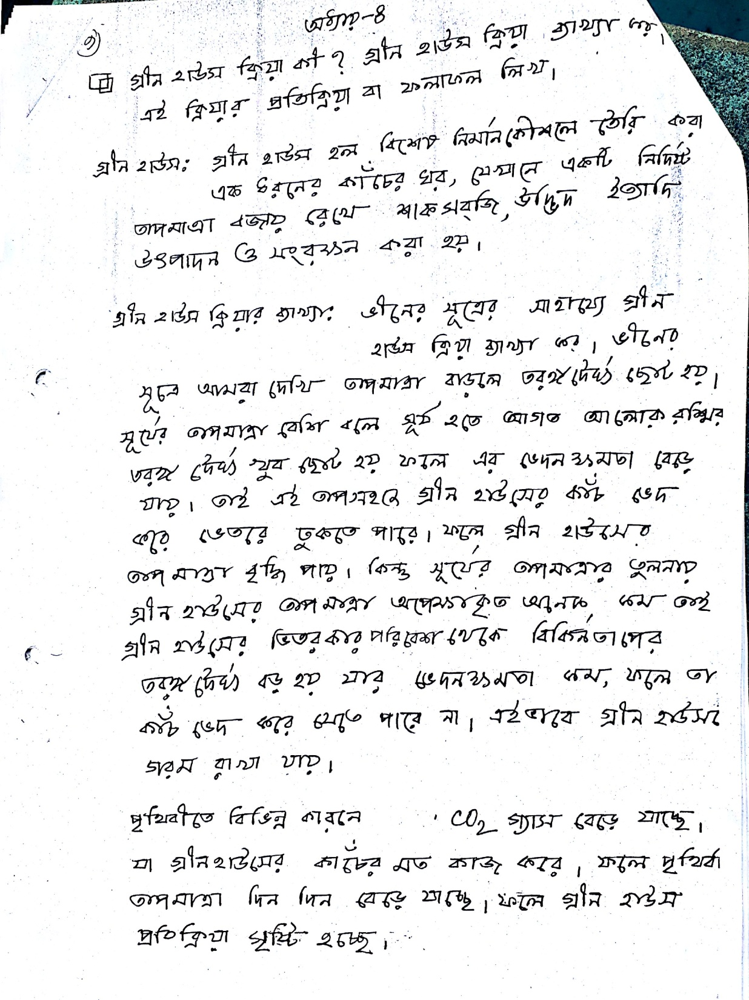 অধ্যায়-৪
১)
গ্রীন হাউস ক্রিয়া কী? গ্রীন হাউস ক্রিয়া ব্যাখ্যা কর।
এই ক্রিয়ার প্রতিক্রিয়া বা ফলাফল লিখ।
গ্রীন হাউস: গ্রীন হাউস হল বিশেষ নির্মানকৌশলে তৈরি করা
এক ধরনের কাঁচের ঘর, যেখানে একটি নির্দিষ্ট
তাপমাত্রা বজায় রেখে শাকসব্জি, উদ্ভিদ ইত্যাদি
উৎপাদন ও সংরক্ষন করা হয়।
গ্রীন হাউস ক্রিয়ার ব্যাখ্যা: ভীনের সূত্রের সাহায্যে গ্রীন
হাউস ক্রিয়া ব্যাখ্যা কর। ভীনের
সূত্রে আমরা দেখি তাপমাত্রা বাড়লে তরঙ্গদৈর্ঘ্য ছোট হয়।
সূর্যের তাপমাত্রা বেশি বলে সূর্য হতে আগত আলোক রশ্মির
তরঙ্গ দৈর্ঘ্য খুব ছোট হয় ফলে এর ভেদনক্ষমতা বেড়ে
যায়। তাই এই তাপ সহজে গ্রীন হাউসের কাঁচ ভেদ
করে ভেতরে ঢুকতে পারে। ফলে গ্রীন হাউসের
তাপমাত্রা বৃদ্ধি পায়। কিন্তু সূর্যের তাপমাত্রার তুলনায়
গ্রীন হাউসের তাপমাত্রা অপেক্ষাকৃত অনেক কম তাই
গ্রীন হাউসের ভিতরকার পরিবেশ থেকে বিকির্ন তাপের
তরঙ্গদৈর্ঘ্য বড় হয় যার ভেদনক্ষমতা কম, ফলে তা
কাঁচ ভেদ করে যেতে পারে না। এইভাবে গ্রীন হাউস
গরম রাখা যায়।
পৃথিবীতে বিভিন্ন কারনে CO₂ গ্যাস বেড়ে যাচ্ছে।
যা গ্রীনহাউসের কাঁচের মত কাজ করে। ফলে পৃথিবী
তাপমাত্রা দিন দিন বেড়ে যাচ্ছে। ফলে গ্রীন হাউস
প্রতিক্রিয়া সৃষ্টি হচ্ছে।